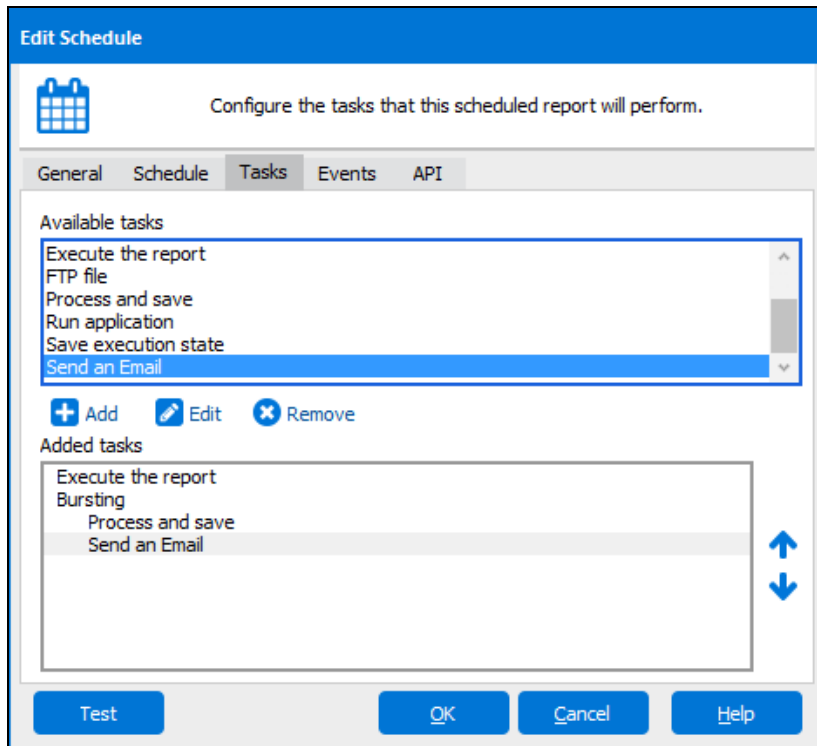 Edit Schedule
Configure the tasks that this scheduled report will perform.
General Schedule Tasks Events API
Available tasks
Execute the report
FTP file
Process and save
Run application
Save execution state
Send an Email
Add Edit Remove
Added tasks
Execute the report
Bursting
Process and save
Send an Email
Test OK Cancel Help